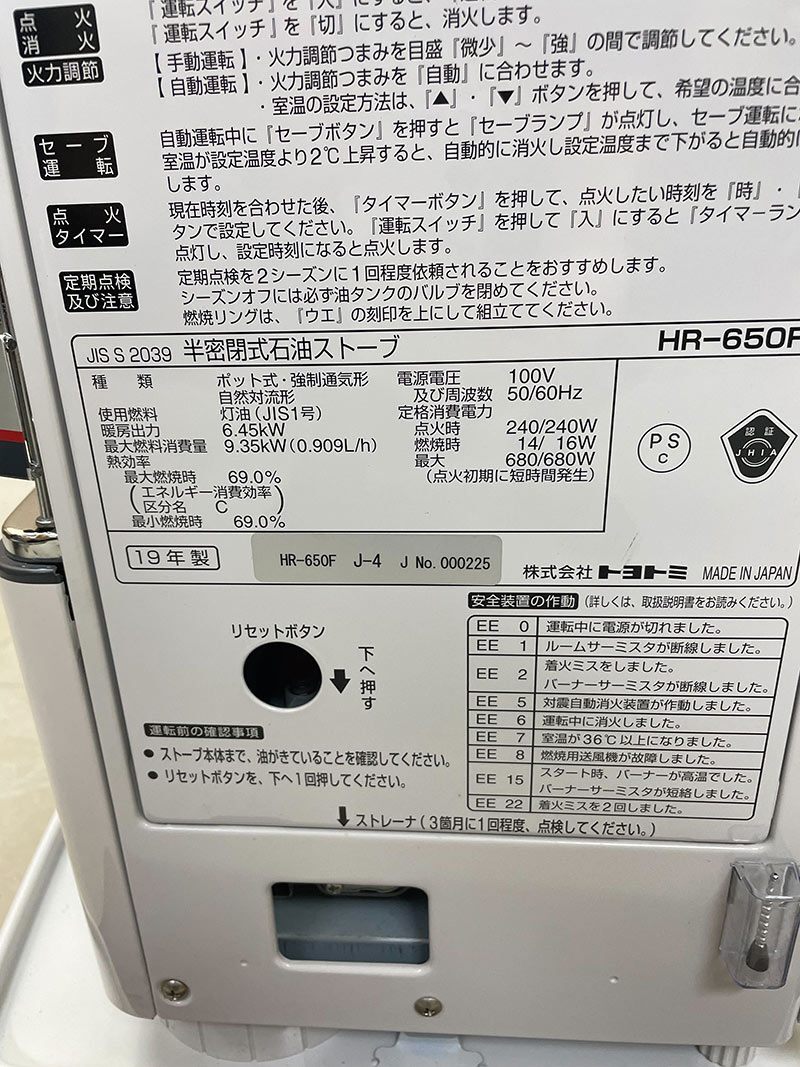 点火
消火
『運転スイッチ』を『入』にすると、
『運転スイッチ』を『切』にすると、消火します。
火力調節
【手動運転】・火力調節つまみを目盛『微少』～『強』の間で調節してください。
【自動運転】・火力調節つまみを『自動』に合わせます。
・室温の設定方法は、『▲』・『▼』ボタンを押して、希望の温度に合
セーブ
運転
自動運転中に『セーブボタン』を押すと『セーブランプ』が点灯し、セーブ運転に
室温が設定温度より2℃上昇すると、自動的に消火し設定温度まで下がると自動的
します。
点火
タイマー
現在時刻を合わせた後、『タイマーボタン』を押して、点火したい時刻を『時』・
タンで設定してください。『運転スイッチ』を押して『入』にすると『タイマーラン
点灯し、設定時刻になると点火します。
定期点検
及び注意
定期点検を2シーズンに1回程度依頼されることをおすすめします。
シーズンオフには必ず油タンクのバルブを閉めてください。
燃焼リングは、『ウエ』の刻印を上にして組立ててください。
JIS S 2039 半密閉式石油ストーブ HR-650F
種類 ポット式・強制通気形
自然対流形
使用燃料 灯油(JIS1号)
暖房出力 6.45kW
最大燃料消費量 9.35kW(0.909L/h)
熱効率
最大燃焼時 69.0%
(エネルギー消費効率)
(区分名 C)
最小燃焼時 69.0%
電源電圧 100V
及び周波数 50/60Hz
定格消費電力
点火時 240/240W
燃焼時 14/ 16W
最大 680/680W
(点火初期に短時間発生)
PS
C
認証
JHIA
19年製
HR-650F J-4 J No.000225
株式会社トヨトミ MADE IN JAPAN
リセットボタン
下へ押す
運転前の確認事項
● ストーブ本体まで、油がきていることを確認してください。
● リセットボタンを、下へ1回押してください。
安全装置の作動 (詳しくは、取扱説明書をお読みください。)
EE 0 運転中に電源が切れました。
EE 1 ルームサーミスタが断線しました。
EE 2 着火ミスをしました。
バーナーサーミスタが断線しました。
EE 5 対震自動消火装置が作動しました。
EE 6 運転中に消火しました。
EE 7 室温が36℃以上になりました。
EE 8 燃焼用送風機が故障しました。
EE 15 スタート時、バーナーが高温でした。
バーナーサーミスタが短絡しました。
EE 22 着火ミスを2回しました。
↓ストレーナ(3箇月に1回程度、点検してください。)